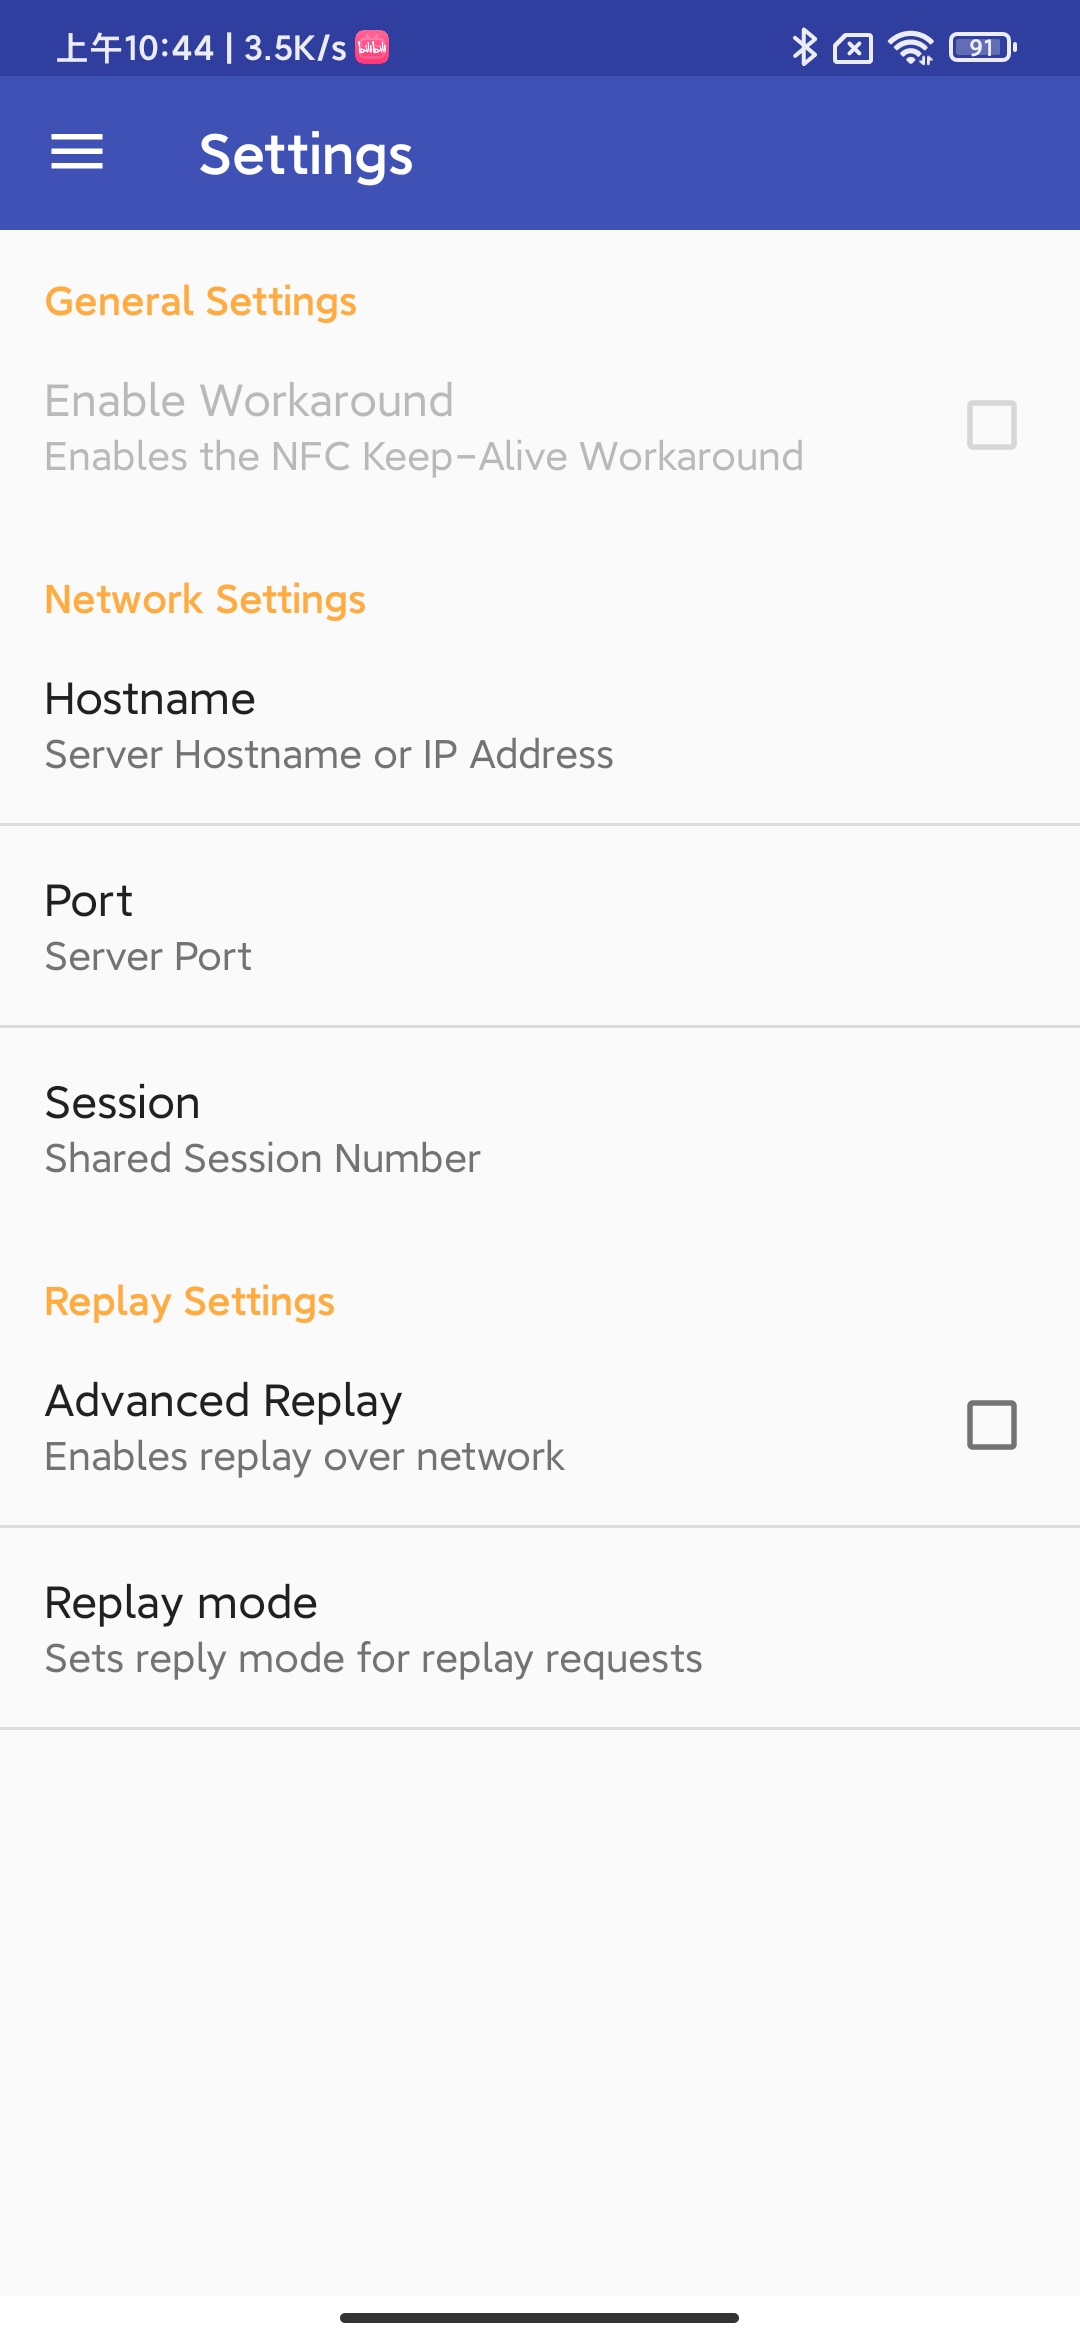 上午10:44 | 3.5K/s bilibili 91
Settings
General Settings
Enable Workaround
Enables the NFC Keep-Alive Workaround
Network Settings
Hostname
Server Hostname or IP Address
Port
Server Port
Session
Shared Session Number
Replay Settings
Advanced Replay
Enables replay over network
Replay mode
Sets reply mode for replay requests